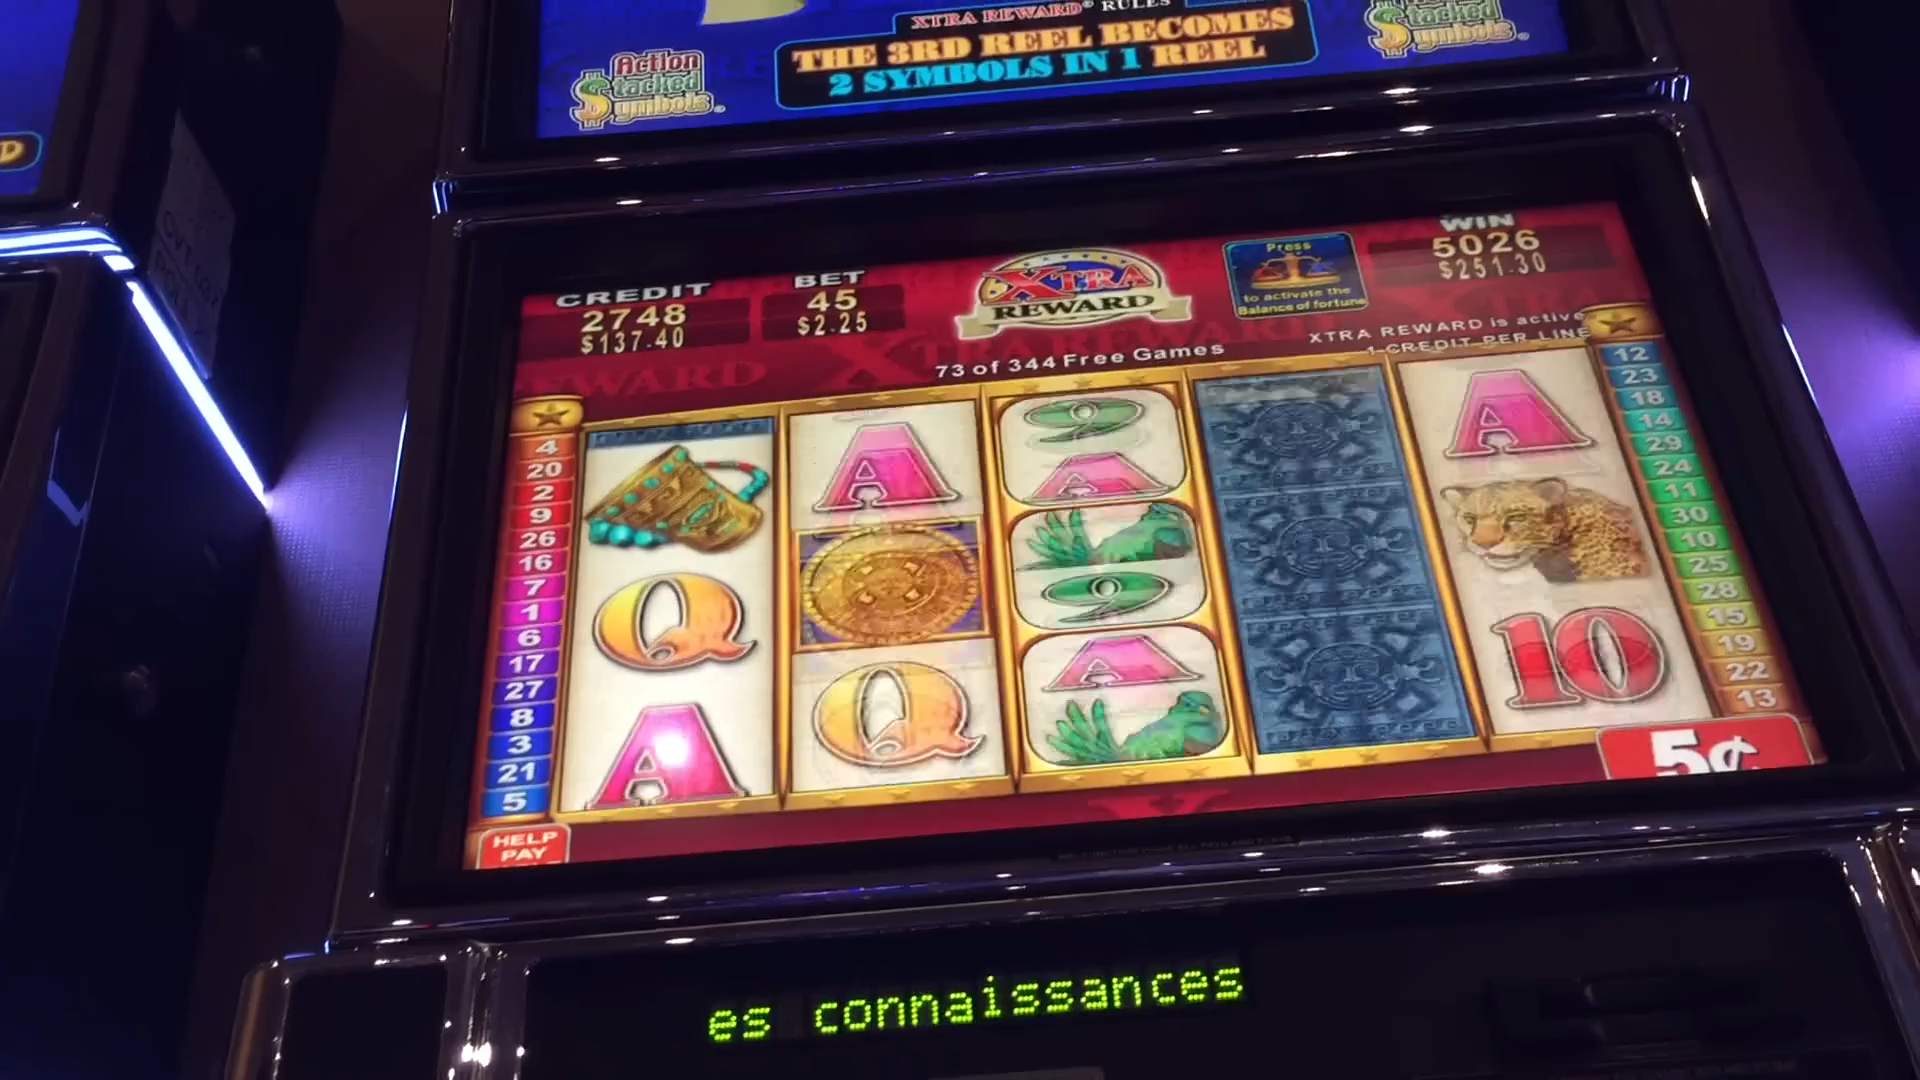 XTRA REWARD® RULES
THE 3RD REEL BECOMES
2 SYMBOLS IN 1 REEL
Action
$tacked
$ymbols
$tacked
$ymbols
D
CREDIT
2748
$137.40
BET
45
$2.25
XTRA
REWARD
Press
to activate the
Balance of fortune
WIN
5026
$251.30
XTRA REWARD is active
1 CREDIT PER LINE
73 of 344 Free Games
4
20
2
9
26
16
7
1
6
17
27
8
3
21
5
Q
A
A
Q
9
A
9
A
A
10
12
23
18
14
29
24
11
30
10
25
28
15
19
22
13
5¢
HELP
PAY
es connaissances